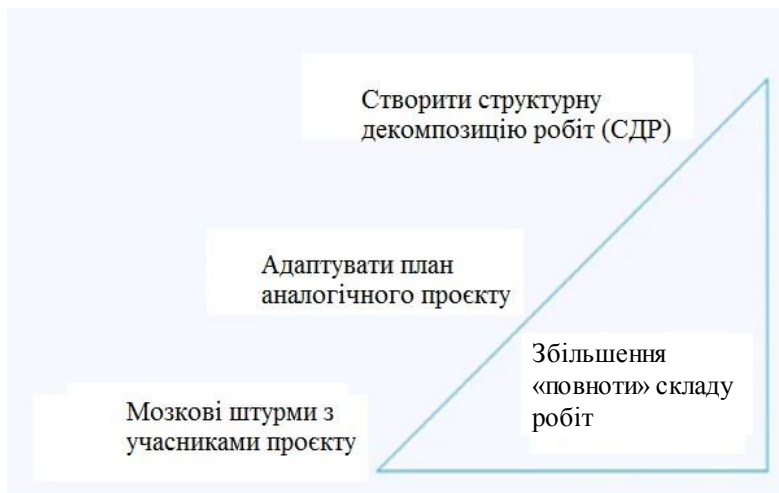 Створити структурну
декомпозицію робіт (СДР)
Адаптувати план
аналогічного проєкту
Збільшення
«повноти» складу
робіт
Мозкові штурми з
учасниками проєкту